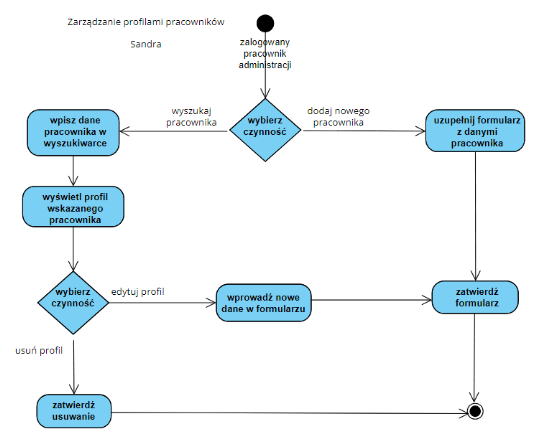 Zarządzanie profilami pracowników
Sandra
zalogowany
pracownik
administracji
wybierz
czynność
wyszukaj
pracownika
dodaj nowego
pracownika
wpisz dane
pracownika w
wyszukiwarce
uzupełnij formularz
z danymi
pracownika
wyświetl profil
wskazanego
pracownika
wybierz
czynność
edytuj profil
wprowadź nowe
dane w formularzu
zatwierdź
formularz
usuń profil
zatwierdź
usuwanie